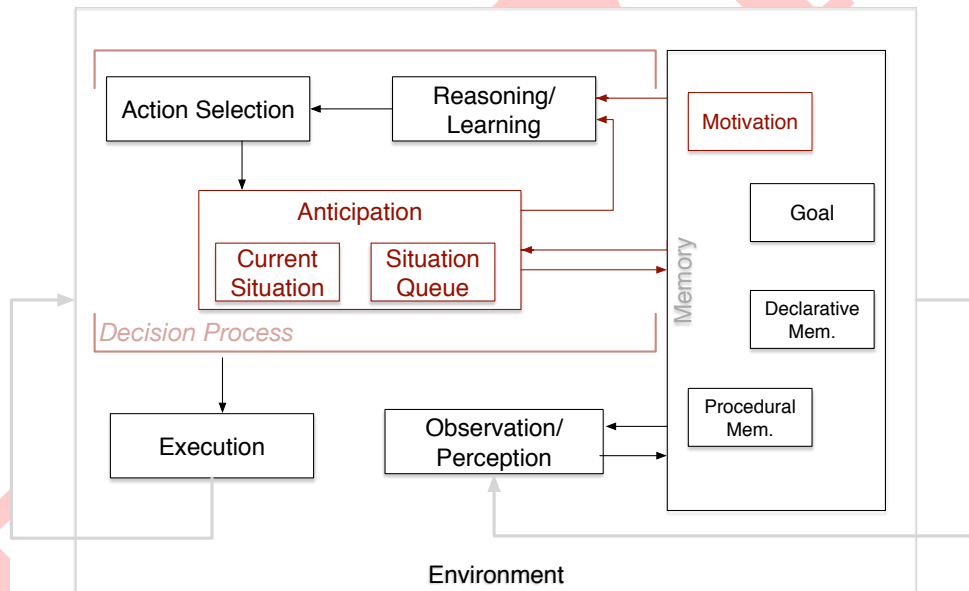 Action Selection
Reasoning/
Learning
Motivation
Anticipation
Goal
Current
Situation
Situation
Queue
Memory
Declarative
Mem.
Decision Process
Procedural
Mem.
Execution
Observation/
Perception
Environment